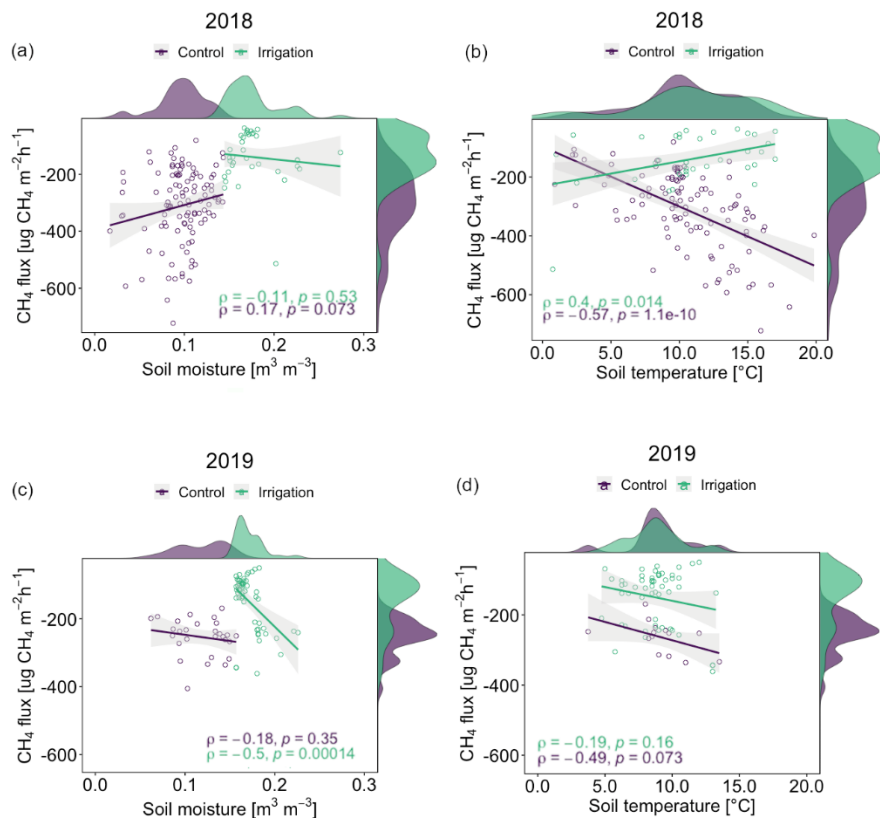 2018
(a)
a Control a Irrigation
CH4 flux [ug CH4 m−2h−1]
-200
-400
-600
ρ = −0.11, p = 0.53
ρ = 0.17, p = 0.073
0.0 0.1 0.2 0.3
Soil moisture [m3 m−3]
2018
(b)
a Control a Irrigation
CH4 flux [ug CH4 m−2h−1]
-200
-400
-600
ρ = 0.4, p = 0.014
ρ = −0.57, p = 1.1e-10
0.0 5.0 10.0 15.0 20.0
Soil temperature [°C]
2019
(c)
a Control a Irrigation
CH4 flux [ug CH4 m−2h−1]
-200
-400
-600
ρ = −0.18, p = 0.35
ρ = −0.5, p = 0.00014
0.0 0.1 0.2 0.3
Soil moisture [m3 m−3]
2019
(d)
a Control a Irrigation
CH4 flux [ug CH4 m−2h−1]
-200
-400
-600
ρ = −0.19, p = 0.16
ρ = −0.49, p = 0.073
0.0 5.0 10.0 15.0 20.0
Soil temperature [°C]